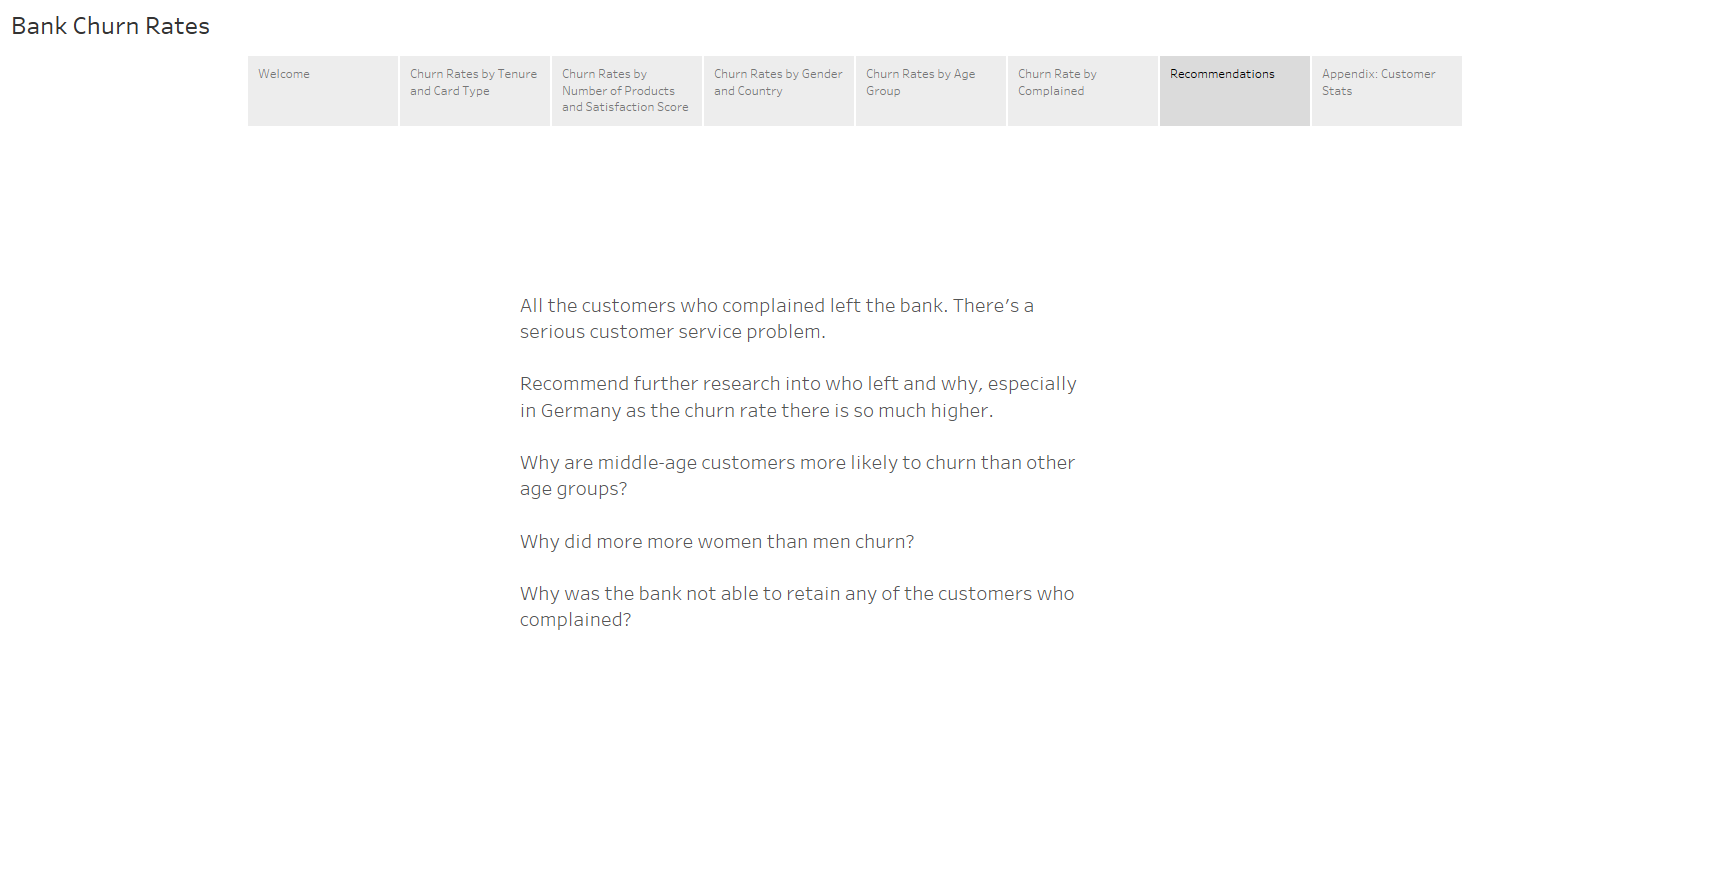 Bank Churn Rates
Welcome
Churn Rates by Tenure
and Card Type
Churn Rates by
Number of Products
and Satisfaction Score
Churn Rates by Gender
and Country
Churn Rates by Age
Group
Churn Rate by
Complained
Recommendations
Appendix: Customer
Stats
All the customers who complained left the bank. There's a
serious customer service problem.
Recommend further research into who left and why, especially
in Germany as the churn rate there is so much higher.
Why are middle-age customers more likely to churn than other
age groups?
Why did more more women than men churn?
Why was the bank not able to retain any of the customers who
complained?